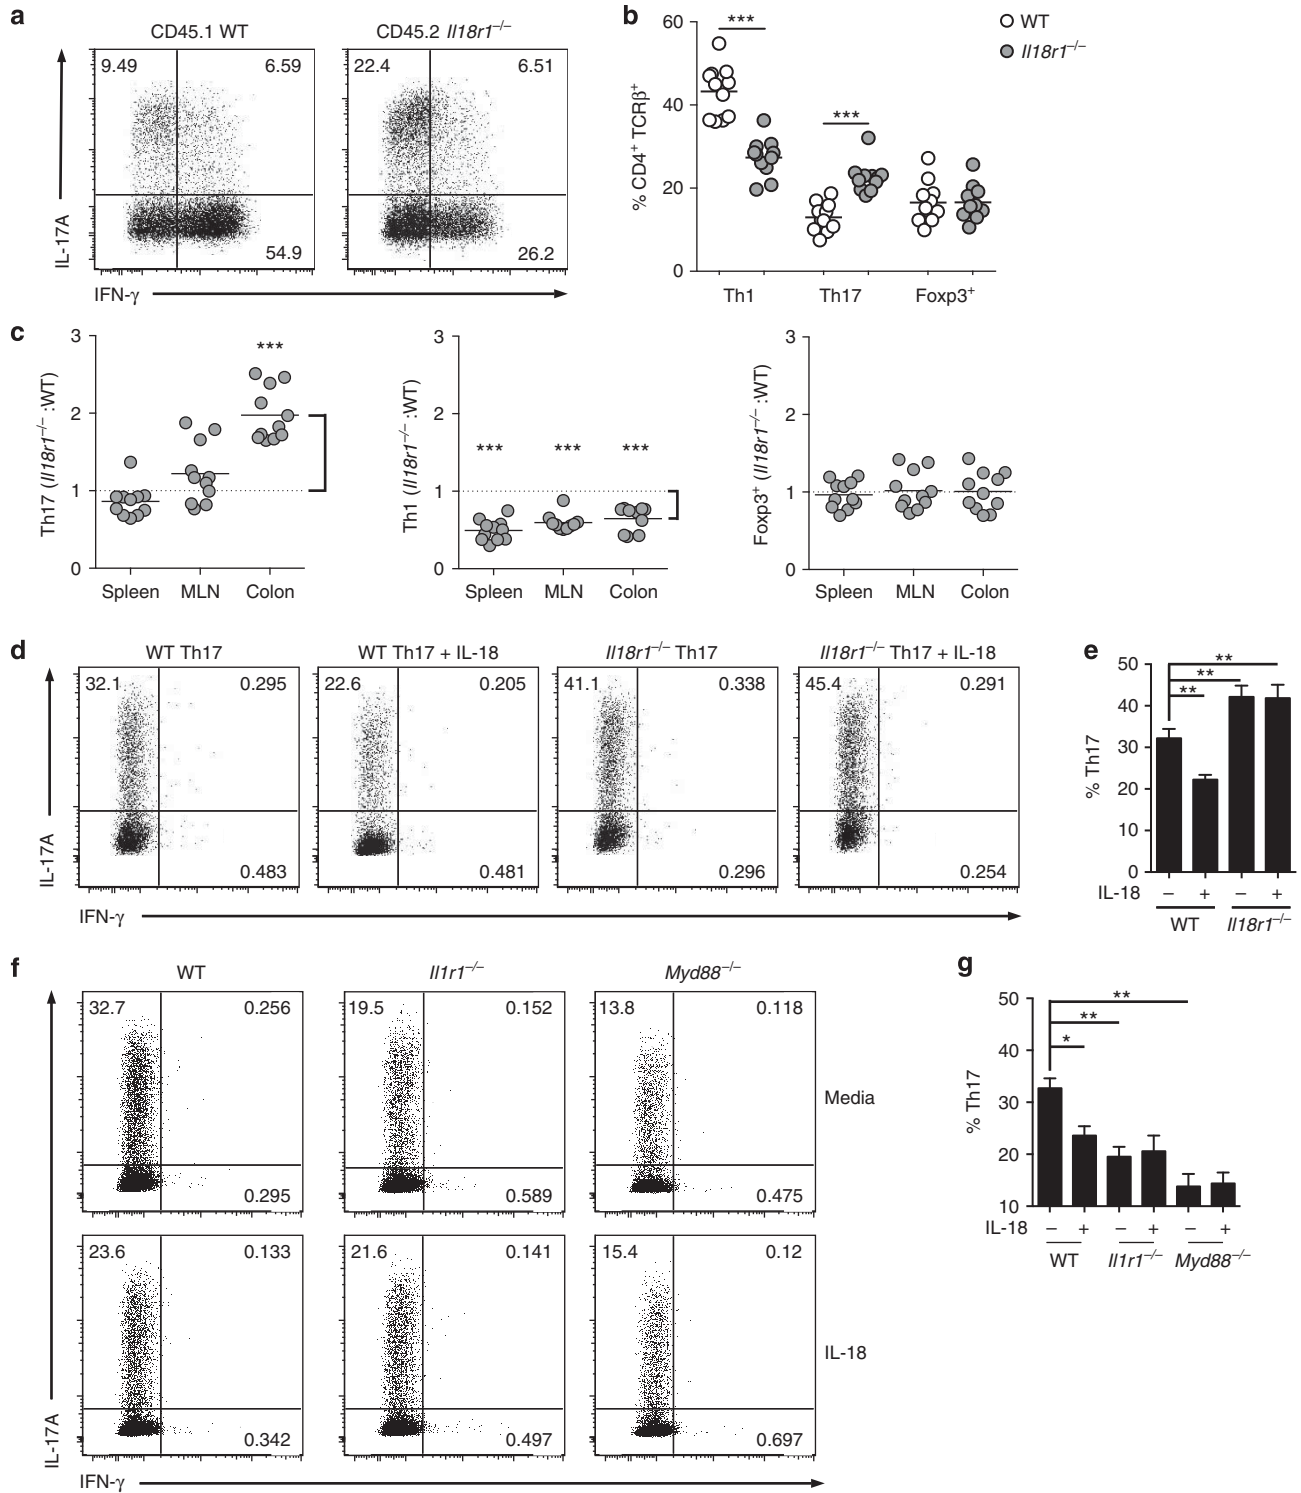 a
CD45.1 WT
CD45.2 Il18r1–/–
9.49
6.59
54.9
22.4
6.51
26.2
IL-17A
IFN-γ
b
WT
Il18r1–/–
% CD4+ TCRβ+
60
40
20
0
***
***
Th1
Th17
Foxp3+
c
Th17 (Il18r1–/– :WT)
3
2
1
0
***
Spleen
MLN
Colon
Th1 (Il18r1–/– :WT)
3
2
1
0
***
***
***
Spleen
MLN
Colon
Foxp3+ (Il18r1–/– :WT)
3
2
1
0
Spleen
MLN
Colon
d
WT Th17
WT Th17 + IL-18
Il18r1–/– Th17
Il18r1–/– Th17 + IL-18
32.1
0.295
0.483
22.6
0.205
0.481
41.1
0.338
0.296
45.4
0.291
0.254
IL-17A
IFN-γ
e
% Th17
50
40
30
20
10
0
**
**
**
IL-18 – + – +
WT
Il18r1–/–
f
WT
Il1r1–/–
Myd88–/–
32.7
0.256
0.295
19.5
0.152
0.589
13.8
0.118
0.475
Media
23.6
0.133
0.342
21.6
0.141
0.497
15.4
0.12
0.697
IL-18
IL-17A
IFN-γ
g
% Th17
50
40
30
20
10
**
**
*
IL-18 – + – + – +
WT
Il1r1–/–
Myd88–/–